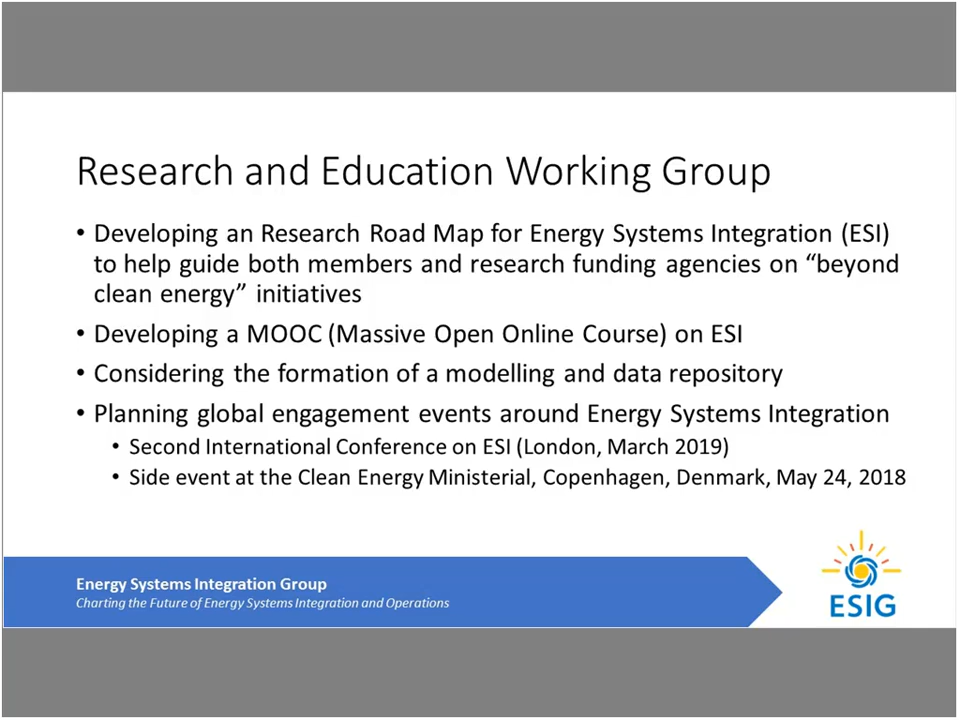 Research and Education Working Group
• Developing an Research Road Map for Energy Systems Integration (ESI)
to help guide both members and research funding agencies on “beyond
clean energy” initiatives
• Developing a MOOC (Massive Open Online Course) on ESI
• Considering the formation of a modelling and data repository
• Planning global engagement events around Energy Systems Integration
• Second International Conference on ESI (London, March 2019)
• Side event at the Clean Energy Ministerial, Copenhagen, Denmark, May 24, 2018
Energy Systems Integration Group
Charting the Future of Energy Systems Integration and Operations
ESIG